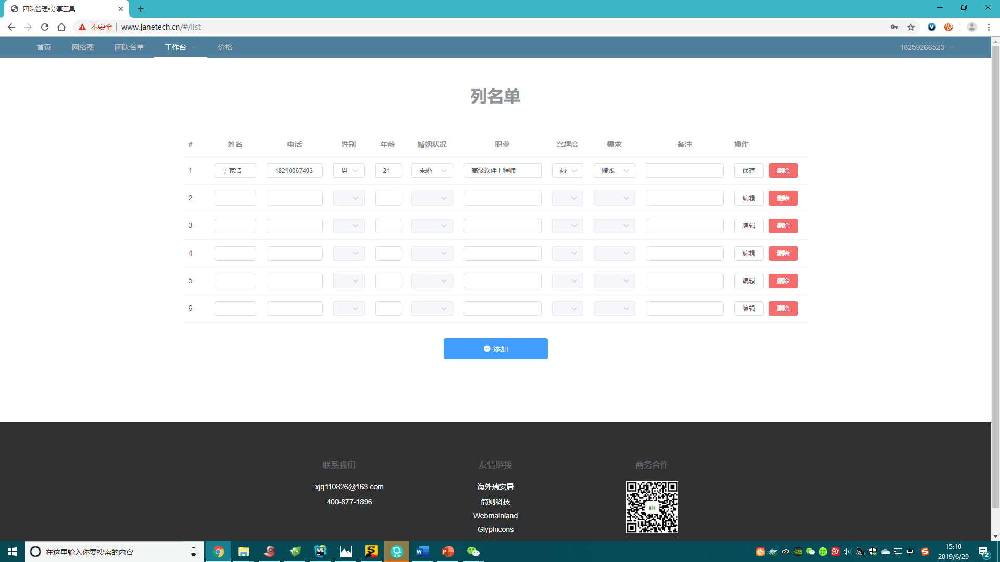 团队管理•分享工具
不安全 www.janetech.cn/#/list
首页 网络图 团队名单 工作台 价格 18259266523
列名单
# 姓名 电话 性别 年龄 婚姻状况 职业 兴趣度 需求 备注 操作
1 于家浩 18210067493 男 21 未婚 高级软件工程师 热 赚钱 保存 删除
2 编辑 删除
3 编辑 删除
4 编辑 删除
5 编辑 删除
6 编辑 删除
添加
联系我们 友情链接 商务合作
xjq110826@163.com 海外瑞安居
400-877-1896 简则科技
Webmainland
Glyphicons
在这里输入你要搜索的内容
中
15:10
2019/6/29
2